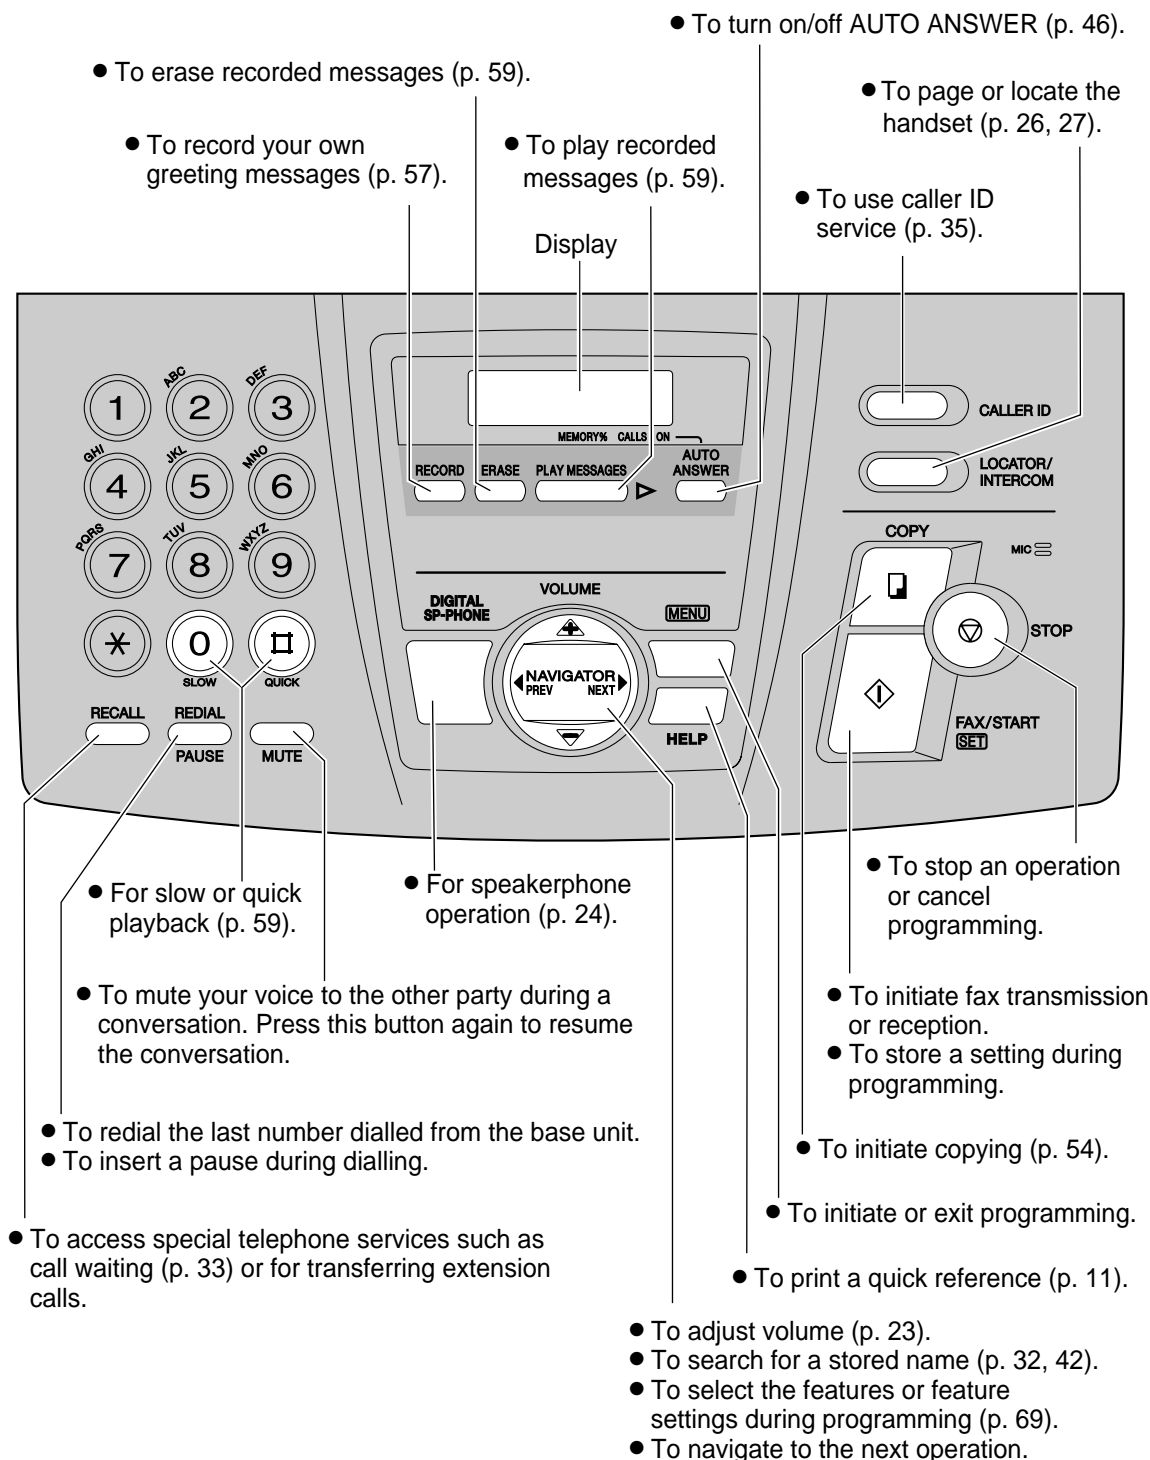 ● To turn on/off AUTO ANSWER (p. 46).
● To erase recorded messages (p. 59).
● To page or locate the
handset (p. 26, 27).
● To record your own
greeting messages (p. 57).
● To play recorded
messages (p. 59).
● To use caller ID
service (p. 35).
Display
1
ABC
2
DEF
3
GHI
4
JKL
5
MNO
6
PQRS
7
TUV
8
WXYZ
9
0
SLOW
QUICK
RECALL
REDIAL
PAUSE
MUTE
MEMORY% CALLS ON
RECORD
ERASE
PLAY MESSAGES
AUTO
ANSWER
DIGITAL
SP-PHONE
VOLUME
MENU
NAVIGATOR
PREV NEXT
HELP
CALLER ID
LOCATOR/
INTERCOM
COPY
MIC
STOP
FAX/START
SET
● For slow or quick
playback (p. 59).
● For speakerphone
operation (p. 24).
● To stop an operation
or cancel
programming.
● To mute your voice to the other party during a
conversation. Press this button again to resume
the conversation.
● To initiate fax transmission
or reception.
● To store a setting during
programming.
● To redial the last number dialled from the base unit.
● To insert a pause during dialling.
● To initiate copying (p. 54).
● To initiate or exit programming.
● To access special telephone services such as
call waiting (p. 33) or for transferring extension
calls.
● To print a quick reference (p. 11).
● To adjust volume (p. 23).
● To search for a stored name (p. 32, 42).
● To select the features or feature
settings during programming (p. 69).
● To navigate to the next operation.